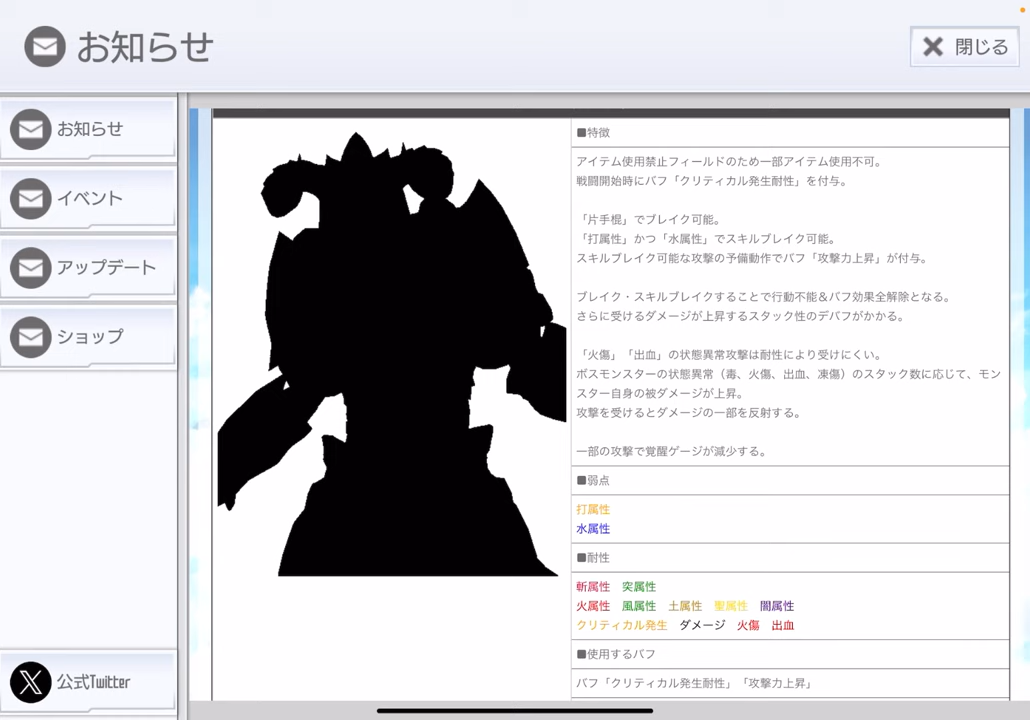 お知らせ
閉じる
お知らせ
イベント
アップデート
ショップ
公式Twitter
■特徴
アイテム使用禁止フィールドのため一部アイテム使用不可。
戦闘開始時にバフ「クリティカル発生耐性」を付与。
「片手棍」でブレイク可能。
「打属性」かつ「水属性」でスキルブレイク可能。
スキルブレイク可能な攻撃の予備動作でバフ「攻撃力上昇」が付与。
ブレイク・スキルブレイクすることで行動不能＆バフ効果全解除となる。
さらに受けるダメージが上昇するスタック性のデバフがかかる。
「火傷」「出血」の状態異常攻撃は耐性により受けにくい。
ボスモンスターの状態異常（毒、火傷、出血、凍傷）のスタック数に応じて、モン
スター自身の被ダメージが上昇。
攻撃を受けるとダメージの一部を反射する。
一部の攻撃で覚醒ゲージが減少する。
■弱点
打属性
水属性
■耐性
斬属性 突属性
火属性 風属性 土属性 聖属性 闇属性
クリティカル発生 ダメージ 火傷 出血
■使用するバフ
バフ「クリティカル発生耐性」「攻撃力上昇」